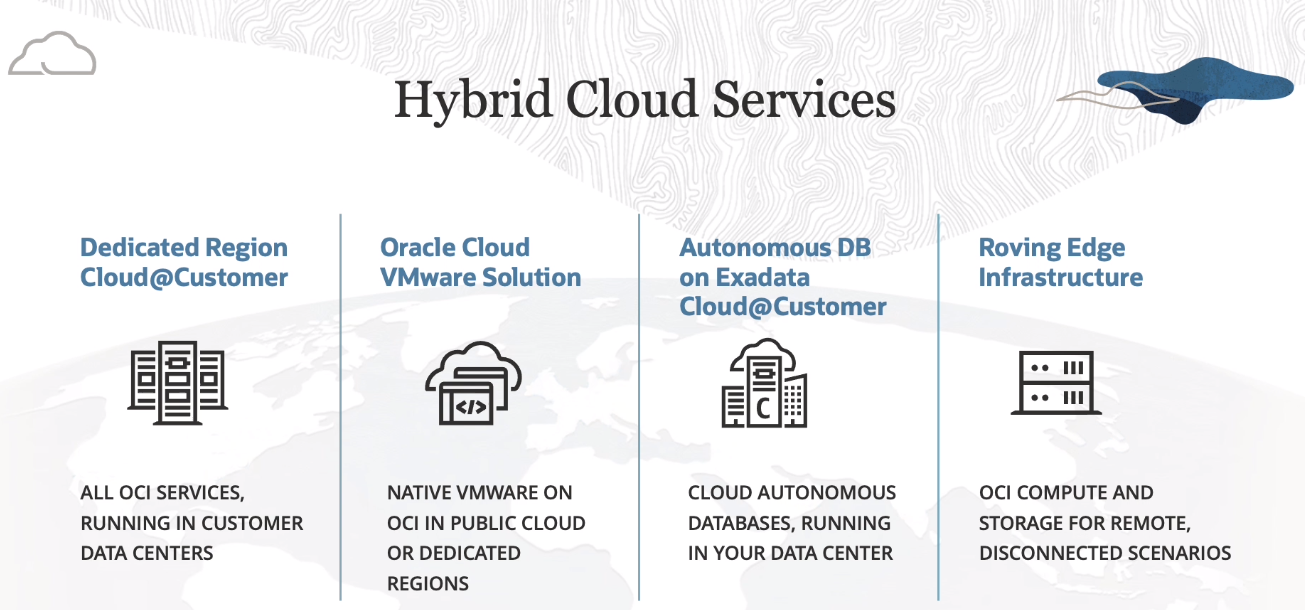 Hybrid Cloud Services
Dedicated Region
Cloud@Customer
ALL OCI SERVICES,
RUNNING IN CUSTOMER
DATA CENTERS
Oracle Cloud
VMware Solution
</>
NATIVE VMWARE ON
OCI IN PUBLIC CLOUD
OR DEDICATED
REGIONS
Autonomous DB
on Exadata
Cloud@Customer
C
CLOUD AUTONOMOUS
DATABASES, RUNNING
IN YOUR DATA CENTER
Roving Edge
Infrastructure
OCI COMPUTE AND
STORAGE FOR REMOTE,
DISCONNECTED SCENARIOS